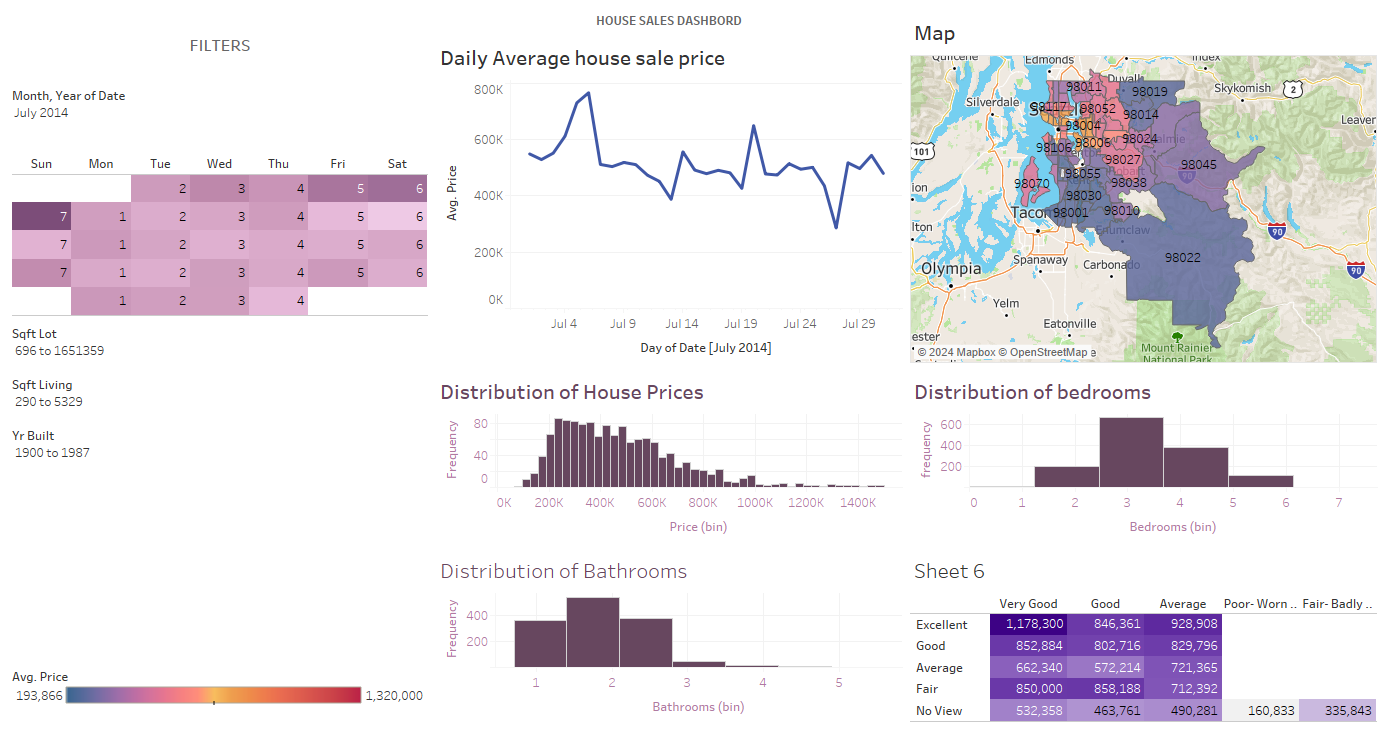 HOUSE SALES DASHBORD
FILTERS
Month, Year of Date
July 2014
Sun Mon Tue Wed Thu Fri Sat
2 3 4 5 6
7 1 2 3 4 5 6
7 1 2 3 4 5 6
7 1 2 3 4 5 6
1 2 3 4
Sqft Lot
696 to 1651359
Sqft Living
290 to 5329
Yr Built
1900 to 1987
Avg. Price
193,866 1,320,000
Daily Average house sale price
Avg. Price
800K
600K
400K
200K
0K
Jul 4 Jul 9 Jul 14 Jul 19 Jul 24 Jul 29
Day of Date [July 2014]
Map
Edmonds
Duvall
Index
98011
98019
Skykomish
2
Silverdale
98117
98052
98014
Leaver
98004
101
98006
98024
98106
98027
98045
98055
90
98070
98038
98030
98010
98001
Enumclaw
90
98022
Spanaway
Carbonado
Olympia
90
Yelm
Eatonville
Mount Rainier
National Park
© 2024 Mapbox © OpenStreetMap
Distribution of House Prices
Frequency
80
40
0
0K 200K 400K 600K 800K 1000K 1200K 1400K
Price (bin)
Distribution of bedrooms
frequency
600
400
200
0 1 2 3 4 5 6 7
Bedrooms (bin)
Distribution of Bathrooms
Frequency
400
200
1 2 3 4 5
Bathrooms (bin)
Sheet 6
Very Good Good Average Poor- Worn .. Fair- Badly ..
Excellent 1,178,300 846,361 928,908
Good 852,884 802,716 829,796
Average 662,340 572,214 721,365
Fair 850,000 858,188 712,392
No View 532,358 463,761 490,281 160,833 335,843